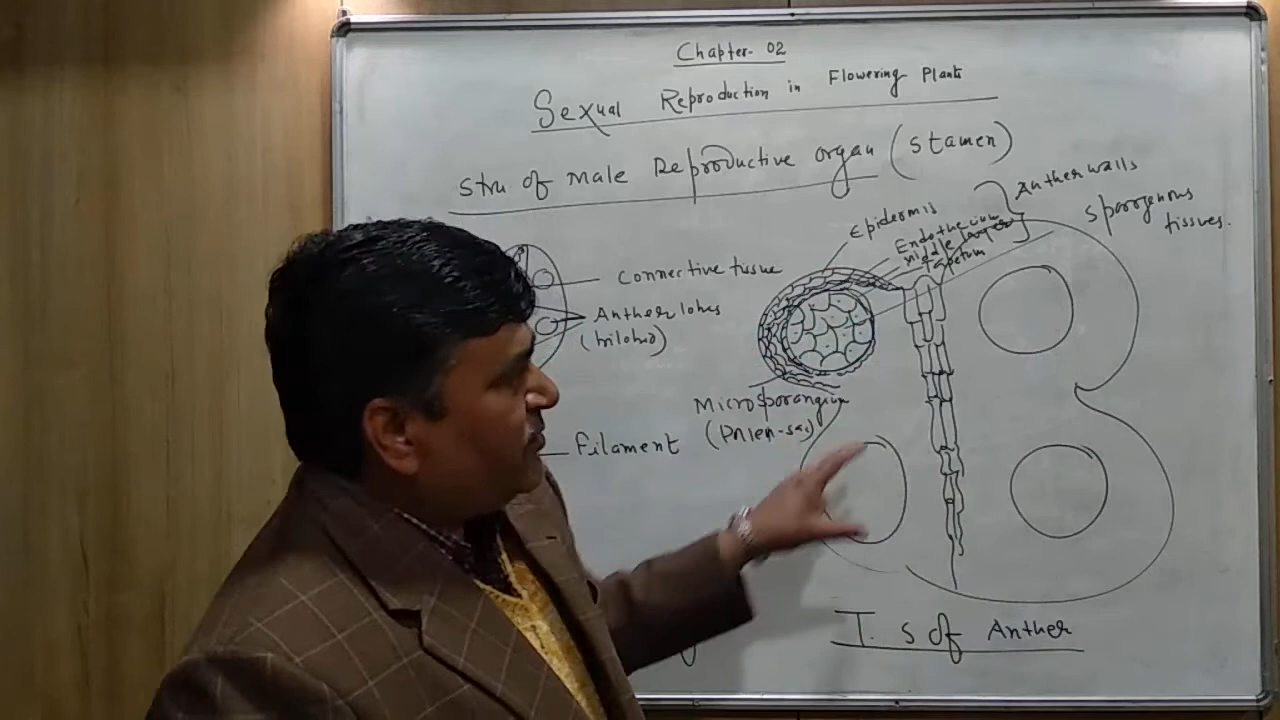 Chapter-02
Sexual Reproduction in Flowering Plants
Stru of Male Reproductive organ (Stamen)
Anther walls
Sporogenous
tissues.
Epidermis
Endothecium
middle layer
Tapetum
Connective tissue
Anther lobes
(bilobed)
Microsporangium
(Pollen-sac)
Filament
T. S of Anther